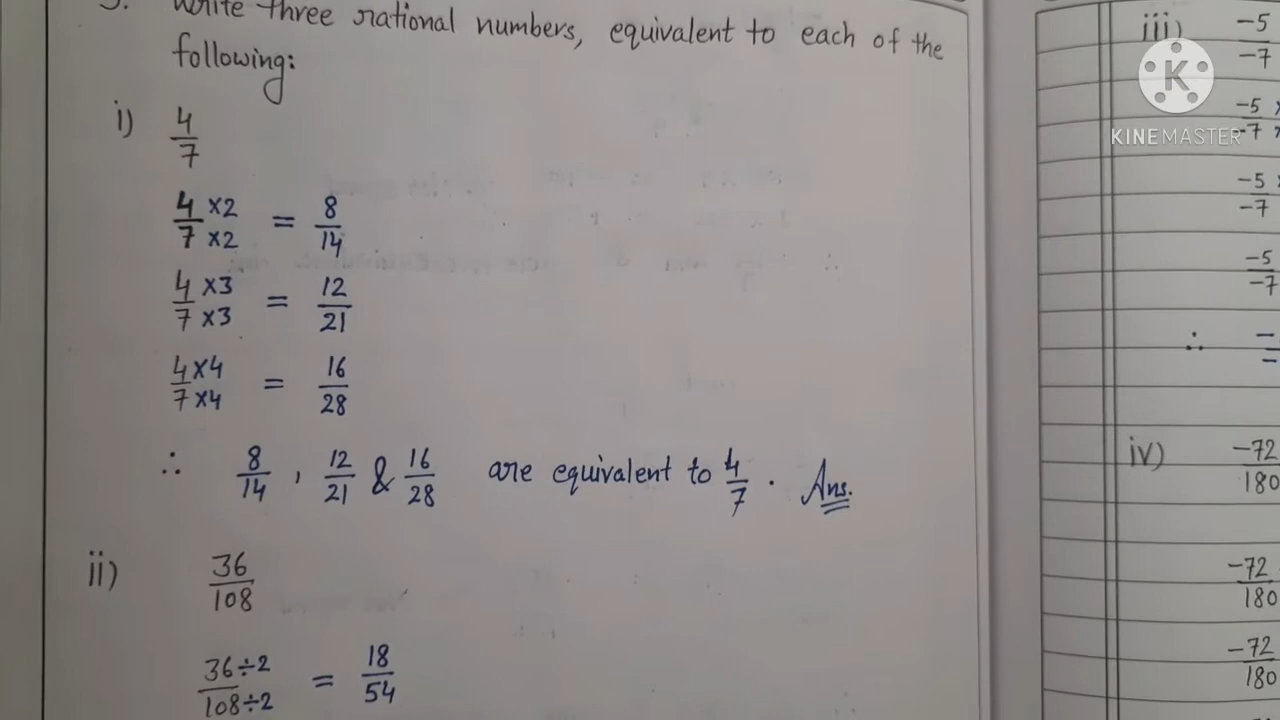 Write three rational numbers, equivalent to each of the
following:
i) 4/7
4×2/7×2 = 8/14
4×3/7×3 = 12/21
4×4/7×4 = 16/28
∴ 8/14, 12/21 & 16/28 are equivalent to 4/7. Ans.
ii) 36/108
36÷2/108÷2 = 18/54
iii) -5/-7
KINEMASTER
-5/-7
-5/-7
-5/-7
∴
iv) -72/180
-72/180
-72/180